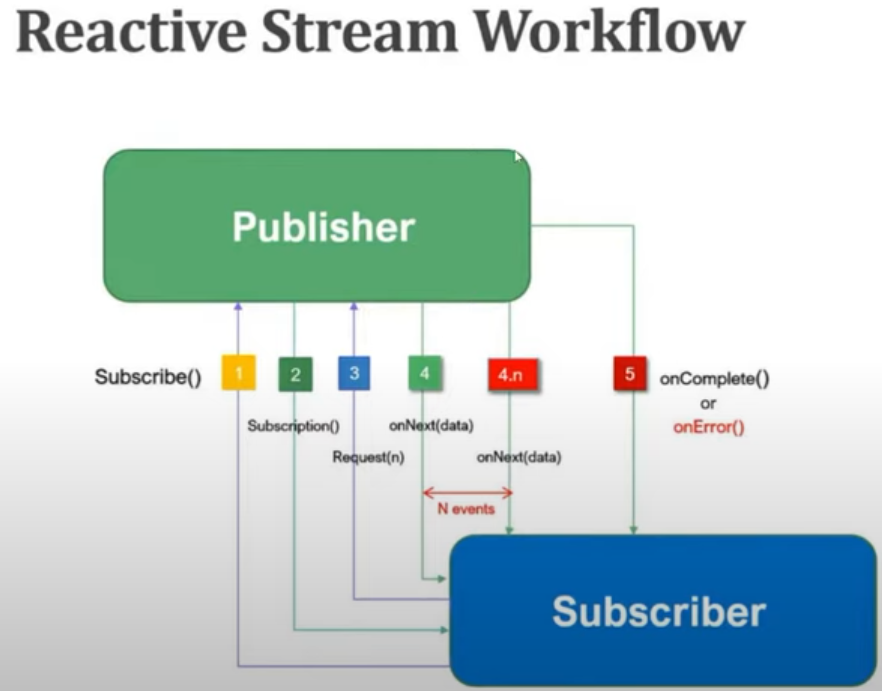 Reactive Stream Workflow
Publisher
Subscribe()
1
2
3
4
4.n
5
onComplete()
or
onError()
Subscription()
onNext(data)
Request(n)
onNext(data)
N events
Subscriber